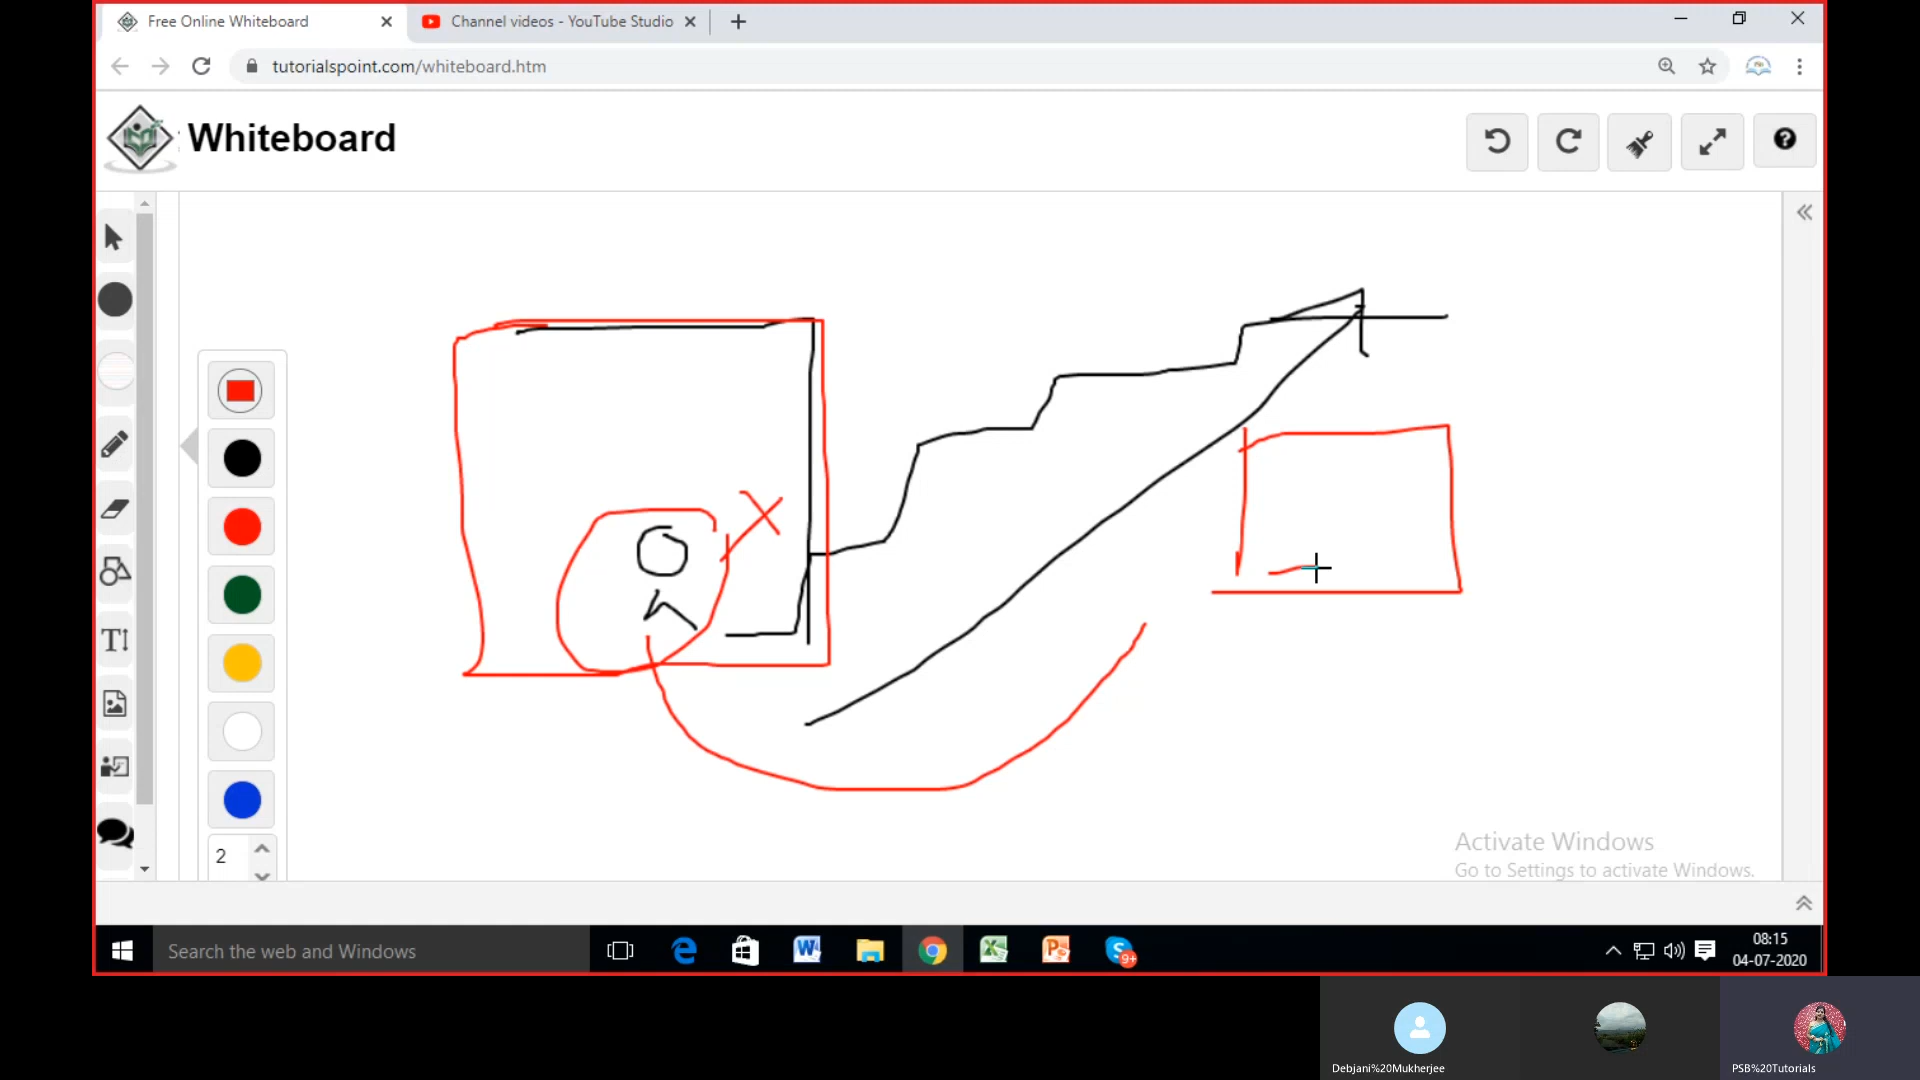 Free Online Whiteboard
Channel videos - YouTube Studio
tutorialspoint.com/whiteboard.htm
Whiteboard
X
T
2
Activate Windows
Go to Settings to activate Windows.
Search the web and Windows
9+
08:15
04-07-2020
Debjani%20Mukherjee
PSB%20Tutorials